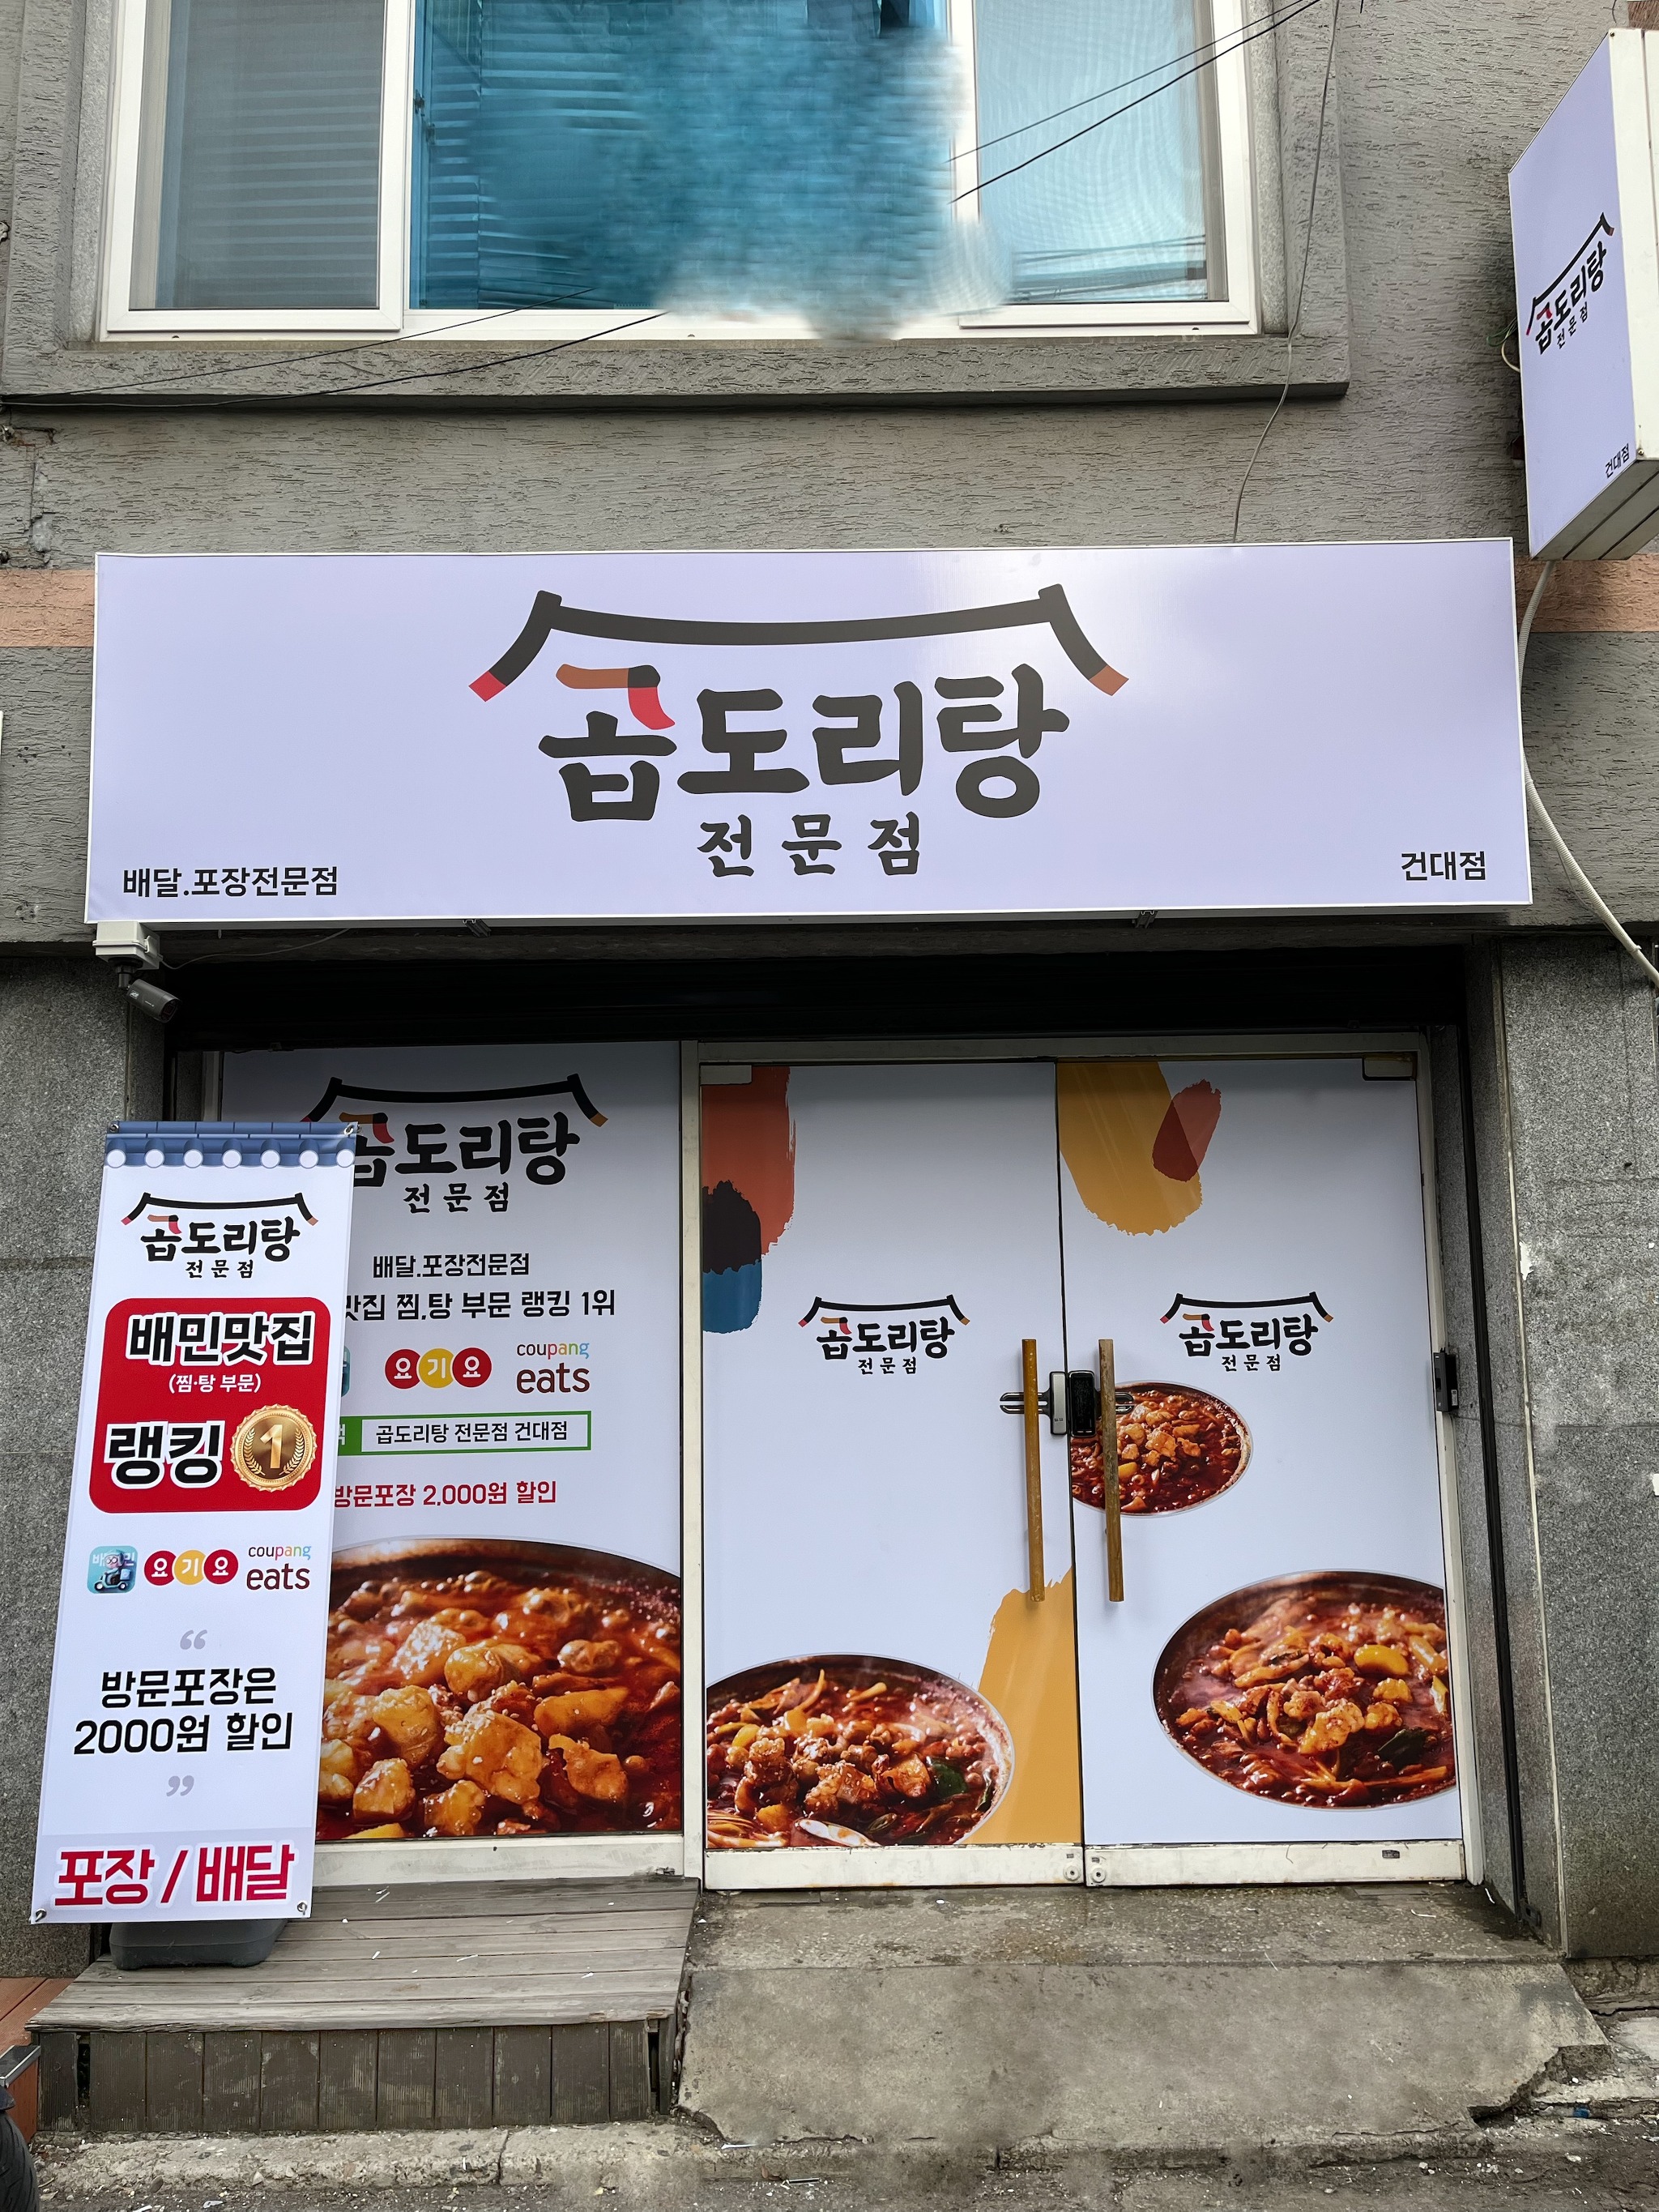 곱도리탕
전문점
건대점
곱도리탕
전문점
배달.포장전문점
건대점
도리탕
전문점
배달.포장전문점
맛집 찜,탕 부문 랭킹 1위
요기요
coupang
eats
곱도리탕 전문점 건대점
방문포장 2,000원 할인
곱도리탕
전문점
배민맛집
(찜·탕 부문)
랭킹 1
요기요
coupang
eats
“
방문포장은
2000원 할인
”
포장 / 배달
곱도리탕
전문점
곱도리탕
전문점